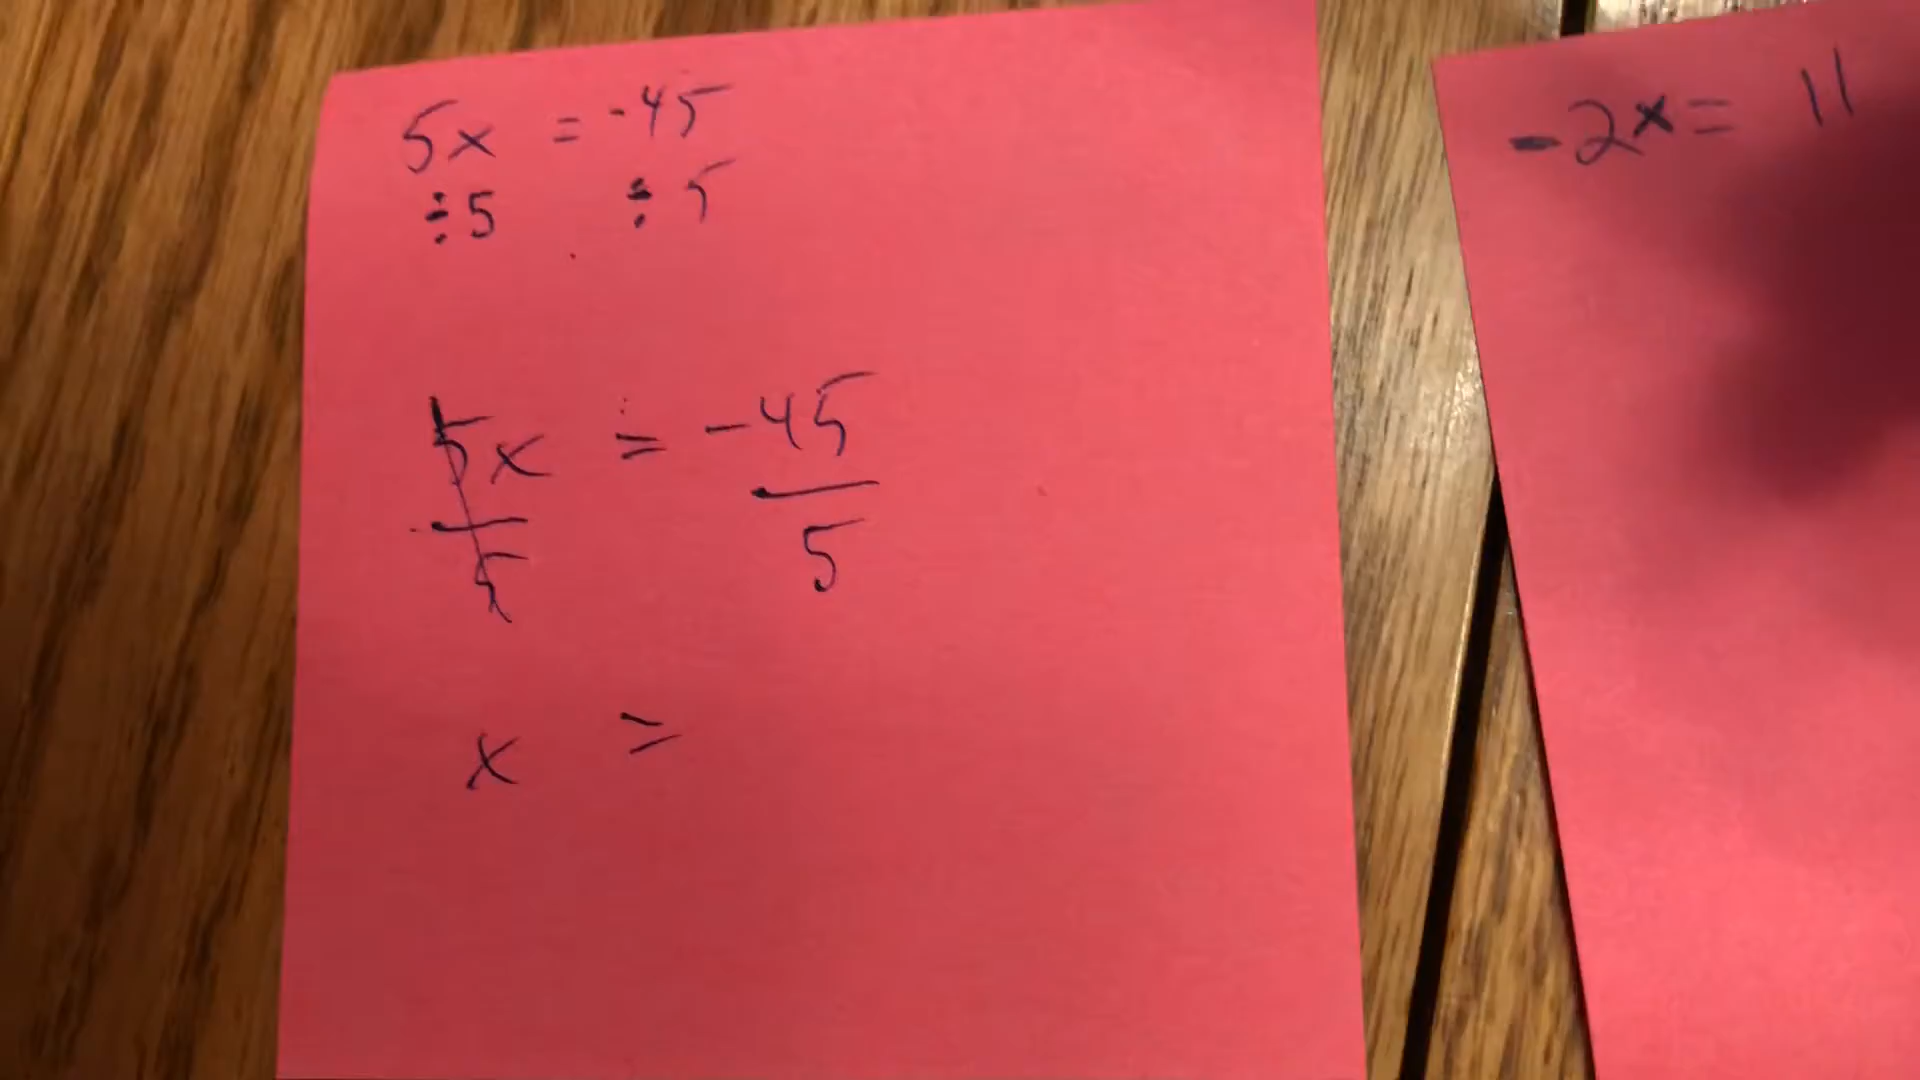 5x = -45
÷5 ÷5
5x = -45
5 5
x =
-2x = 11